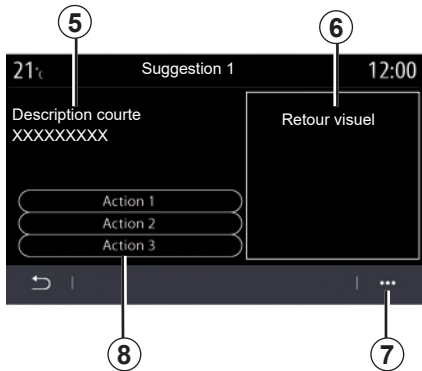 5
6
21°c Suggestion 1 12:00
Description courte
XXXXXXXXX
Retour visuel
Action 1
Action 2
Action 3
8
7